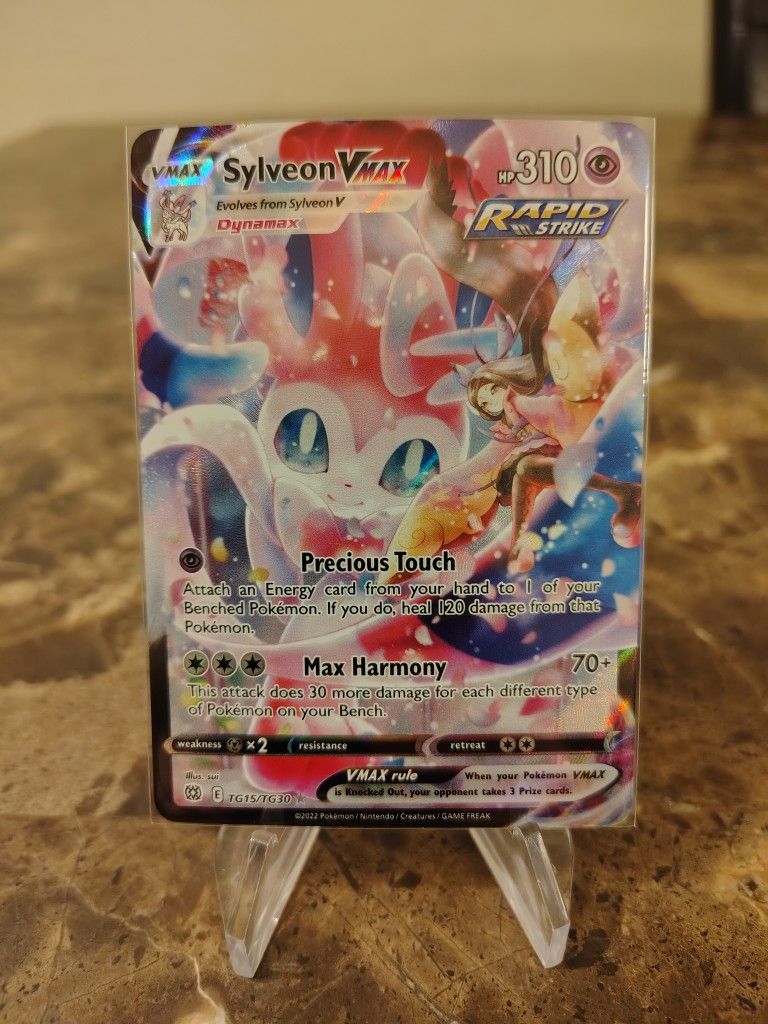 VMAX Sylveon VMAX HP 310
Evolves from Sylveon V
Dynamax
RAPID
STRIKE
Precious Touch
Attach an Energy card from your hand to 1 of your
Benched Pokémon. If you do, heal 120 damage from that
Pokémon.
Max Harmony 70+
This attack does 30 more damage for each different type
of Pokémon on your Bench.
weakness ×2 resistance retreat
Illus. sui
VMAX rule When your Pokémon VMAX
is Knocked Out, your opponent takes 3 Prize cards.
E TG15/TG30
©2022 Pokémon / Nintendo / Creatures / GAME FREAK